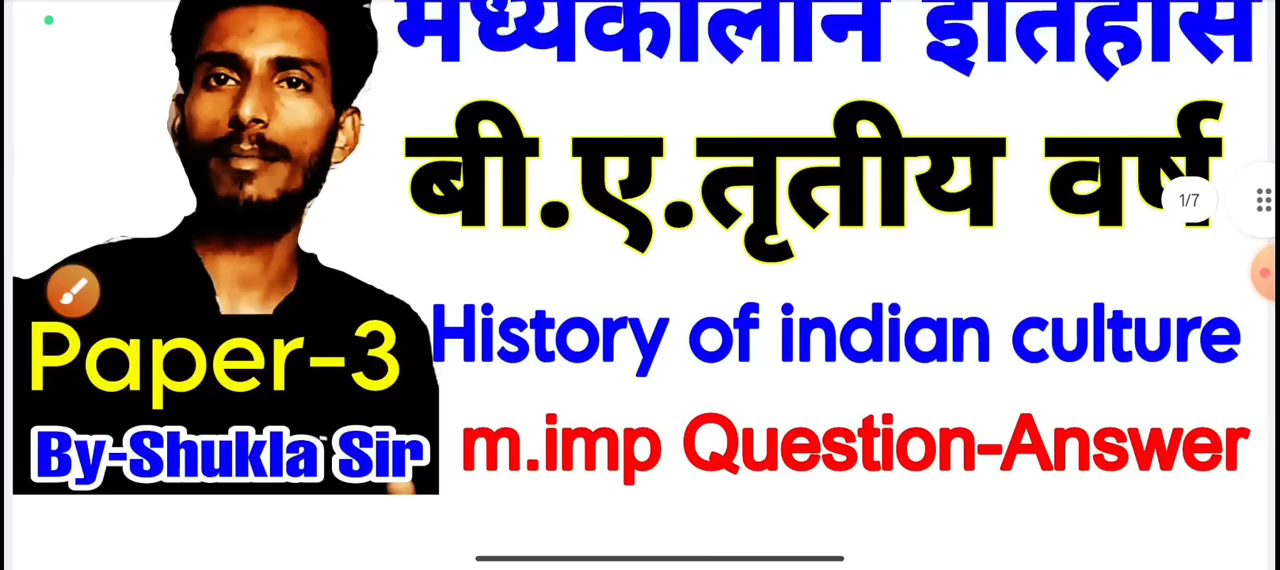 मध्यकालीन इतिहास
बी.ए.तृतीय वर्ष
1/7
Paper-3
History of indian culture
By-Shukla Sir
m.imp Question-Answer